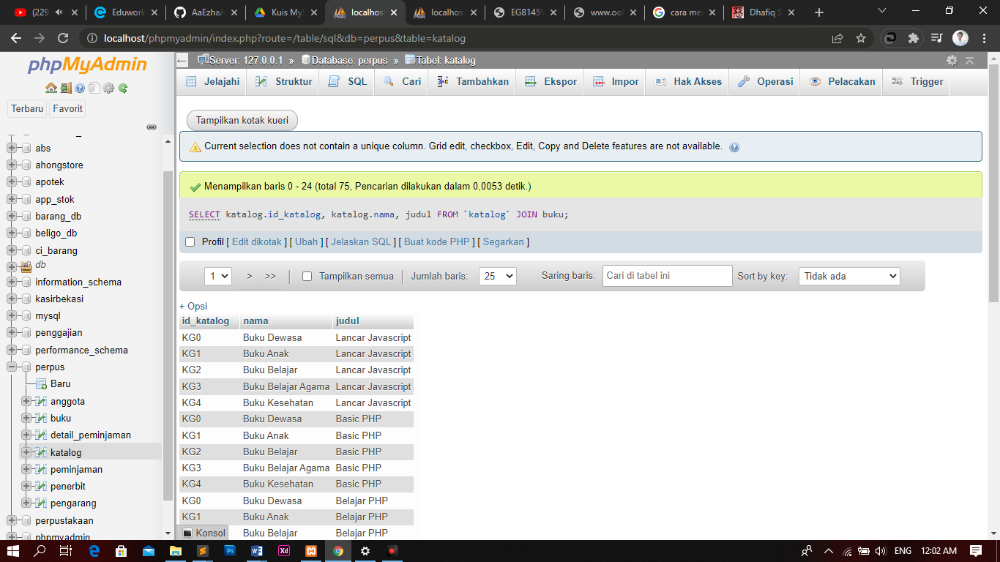 (229
Eduwork
AaEzha/
Kuis MyS
localhos
localhos
EG8145V
www.ool
cara me
Dhafiq S
localhost/phpmyadmin/index.php?route=/table/sql&db=perpus&table=katalog
phpMyAdmin
Terbaru Favorit
abs
ahongstore
apotek
app_stok
barang_db
beligo_db
ci_barang
db
information_schema
kasirbekasi
mysql
penggajian
performance_schema
perpus
Baru
anggota
buku
detail_peminjaman
katalog
peminjaman
penerbit
pengarang
perpustakaan
phpmyadmin
Server: 127.0.0.1 » Database: perpus » Tabel: katalog
Jelajahi Struktur SQL Cari Tambahkan Ekspor Impor Hak Akses Operasi Pelacakan Trigger
Tampilkan kotak kueri
Current selection does not contain a unique column. Grid edit, checkbox, Edit, Copy and Delete features are not available.
Menampilkan baris 0 - 24 (total 75, Pencarian dilakukan dalam 0,0053 detik.)
SELECT katalog.id_katalog, katalog.nama, judul FROM `katalog` JOIN buku;
Profil [ Edit dikotak ] [ Ubah ] [ Jelaskan SQL ] [ Buat kode PHP ] [ Segarkan ]
1 > >> | Tampilkan semua | Jumlah baris: 25 Saring baris: Cari di tabel ini Sort by key: Tidak ada
+ Opsi
id_katalog nama judul
KG0 Buku Dewasa Lancar Javascript
KG1 Buku Anak Lancar Javascript
KG2 Buku Belajar Lancar Javascript
KG3 Buku Belajar Agama Lancar Javascript
KG4 Buku Kesehatan Lancar Javascript
KG0 Buku Dewasa Basic PHP
KG1 Buku Anak Basic PHP
KG2 Buku Belajar Basic PHP
KG3 Buku Belajar Agama Basic PHP
KG4 Buku Kesehatan Basic PHP
KG0 Buku Dewasa Belajar PHP
KG1 Buku Anak Belajar PHP
Konsol Buku Belajar Belajar PHP
ENG 12:02 AM